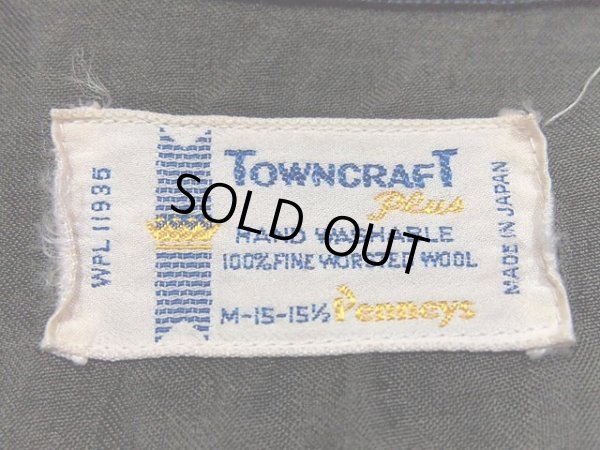 WPL 11935
TOWNCRAFT
Plus
HAND WASHABLE
100% FINE WORSTED WOOL
M-15-15½ Penneys
MADE IN JAPAN
SOLD OUT